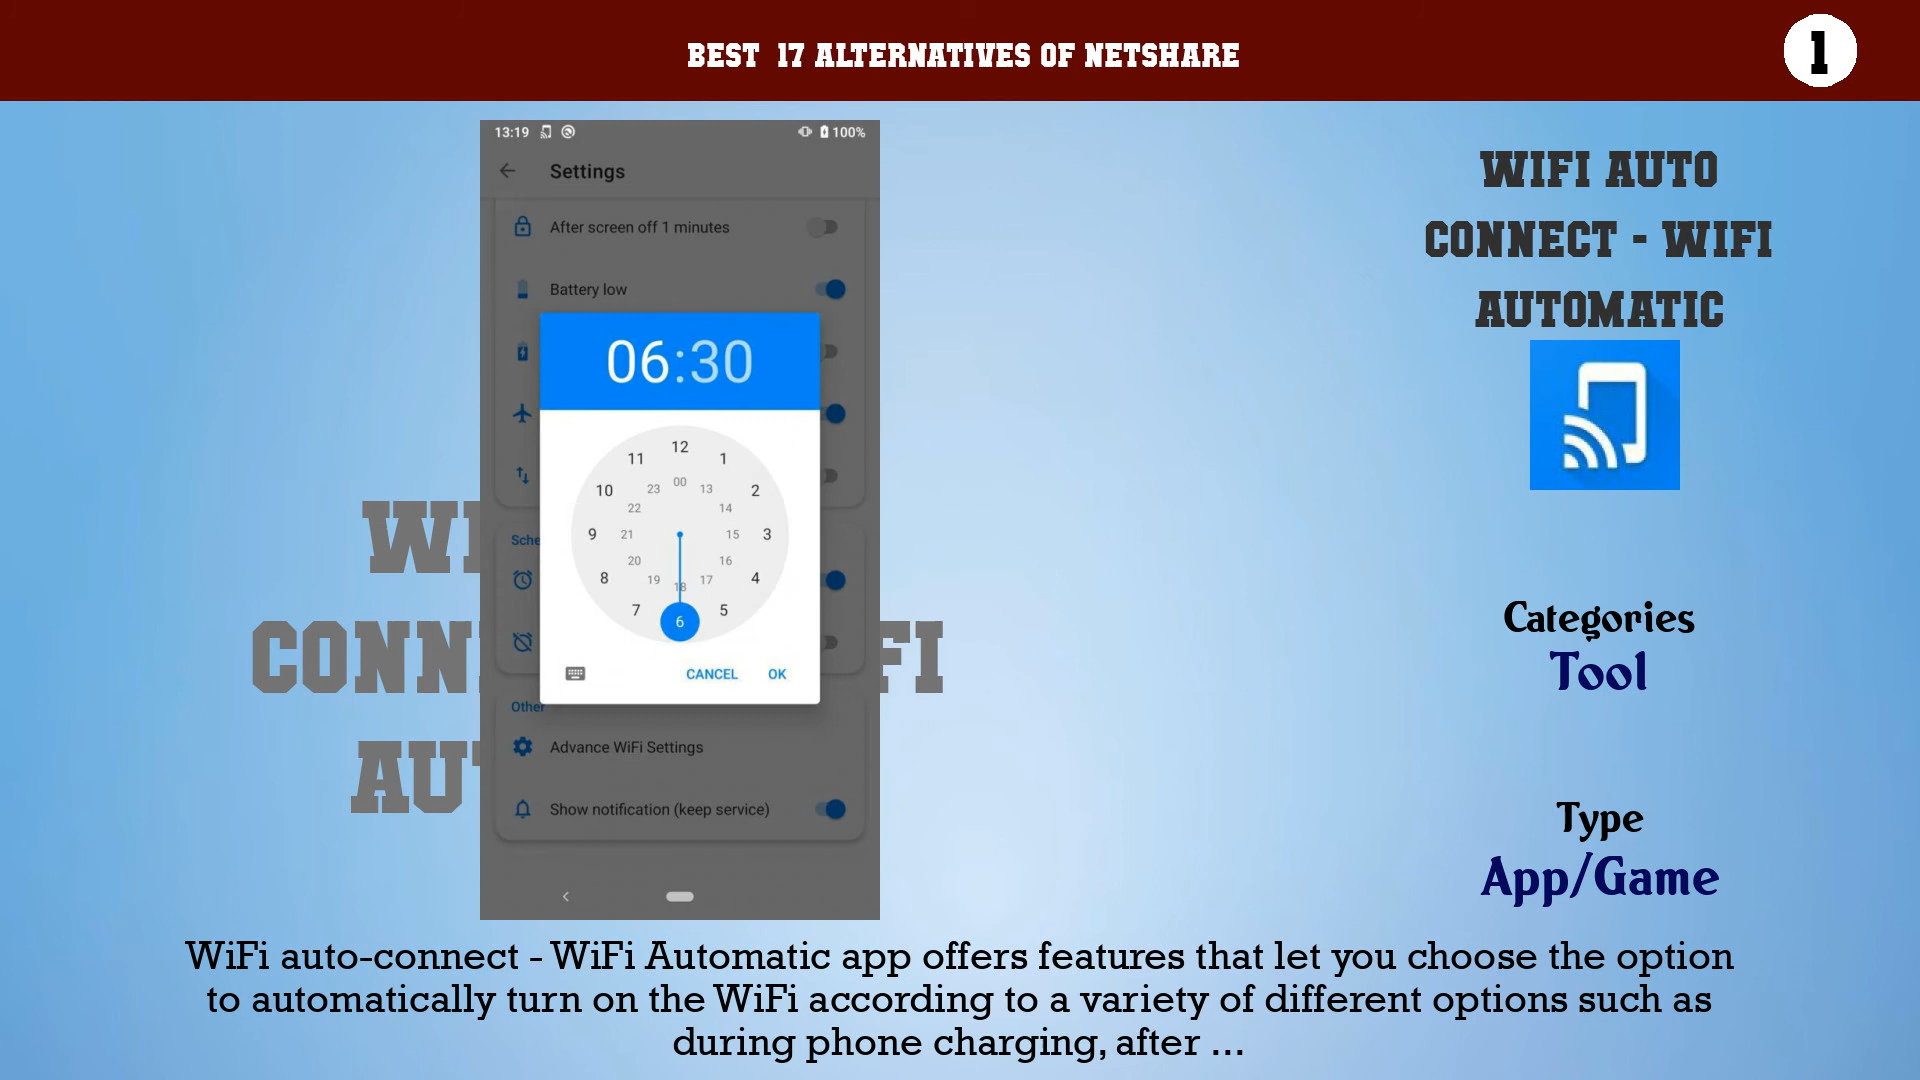 BEST 17 ALTERNATIVES OF NETSHARE
1
13:19
100%
Settings
After screen off 1 minutes
Battery low
06:30
12
11
1
00
23
13
10
2
22
14
9
21
15
3
20
16
8
19
18
17
4
7
5
6
CANCEL
OK
Sche
Other
Advance WiFi Settings
Show notification (keep service)
WIFI AUTO
CONNECT - WIFI
AUTOMATIC
Categories
Tool
Type
App/Game
WiFi auto-connect - WiFi Automatic app offers features that let you choose the option
to automatically turn on the WiFi according to a variety of different options such as
during phone charging, after ...